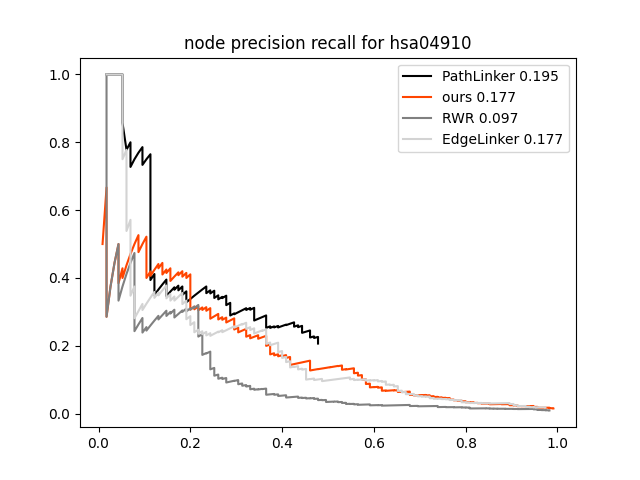 node precision recall for hsa04910
PathLinker 0.195
ours 0.177
RWR 0.097
EdgeLinker 0.177
1.0
0.8
0.6
0.4
0.2
0.0
0.0 0.2 0.4 0.6 0.8 1.0